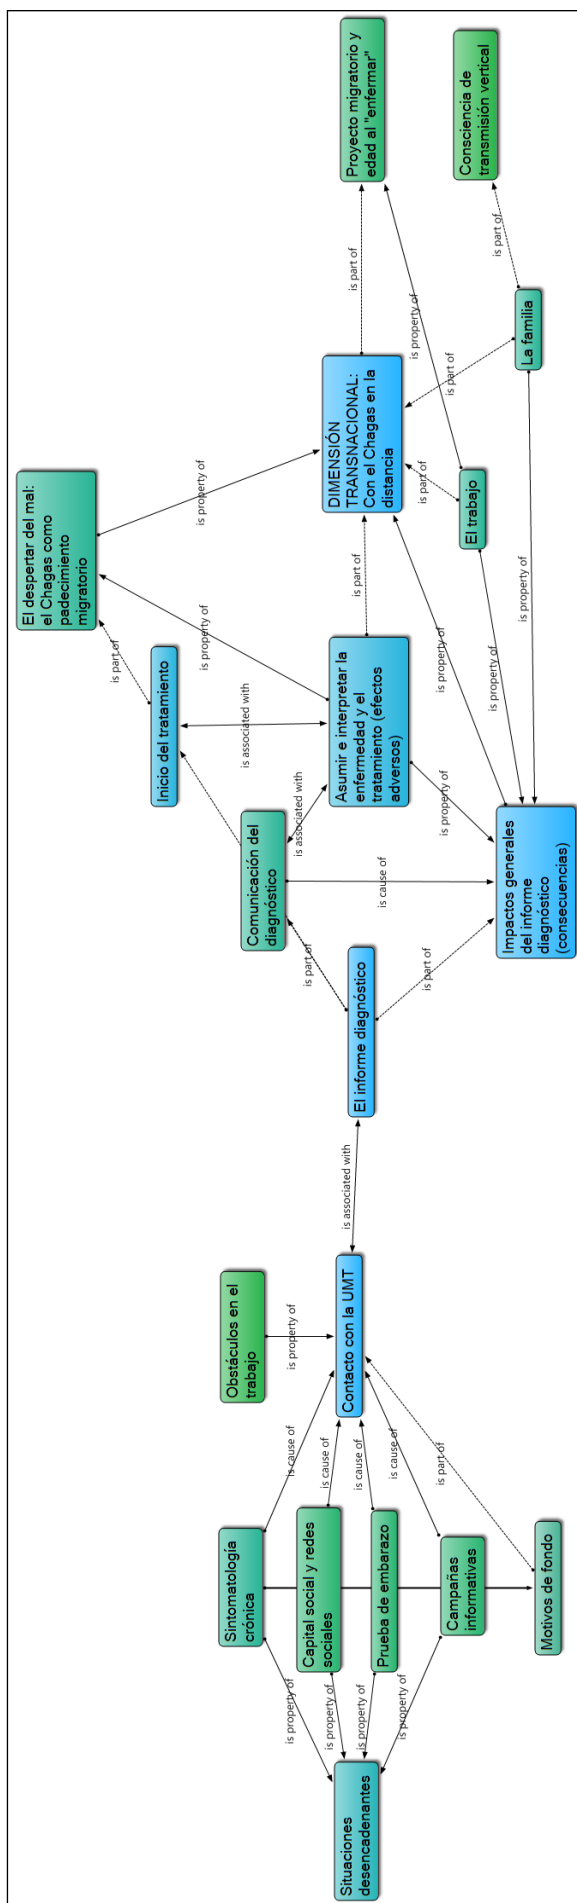 Situaciones
desencadenantes
is property of
is property of
is property of
is property of
Sintomatología
crónica
Capital social y redes
sociales
Prueba de embarazo
Campañas
informativas
Motivos de fondo
is cause of
is cause of
is cause of
is cause of
is part of
Obstáculos en el
trabajo
is property of
Contacto con la UMT
is associated with
El informe diagnóstico
is part of
is part of
Comunicación del
diagnóstico
is cause of
is associated with
Impactos generales
del informe
diagnóstico
(consecuencias)
Inicio del tratamiento
is associated with
is part of
Asumir e interpretar la
enfermedad y el
tratamiento (efectos
adversos)
is property of
is property of
is part of
El despertar del mal:
el Chagas como
padecimiento
migratorio
is property of
DIMENSIÓN
TRANSNACIONAL:
Con el Chagas en la
distancia
is property of
is property of
is property of
El trabajo
is part of
is part of
is property of
La familia
is part of
is part of
Proyecto migratorio y
edad al "enfermar"
Consciencia de
transmisión vertical